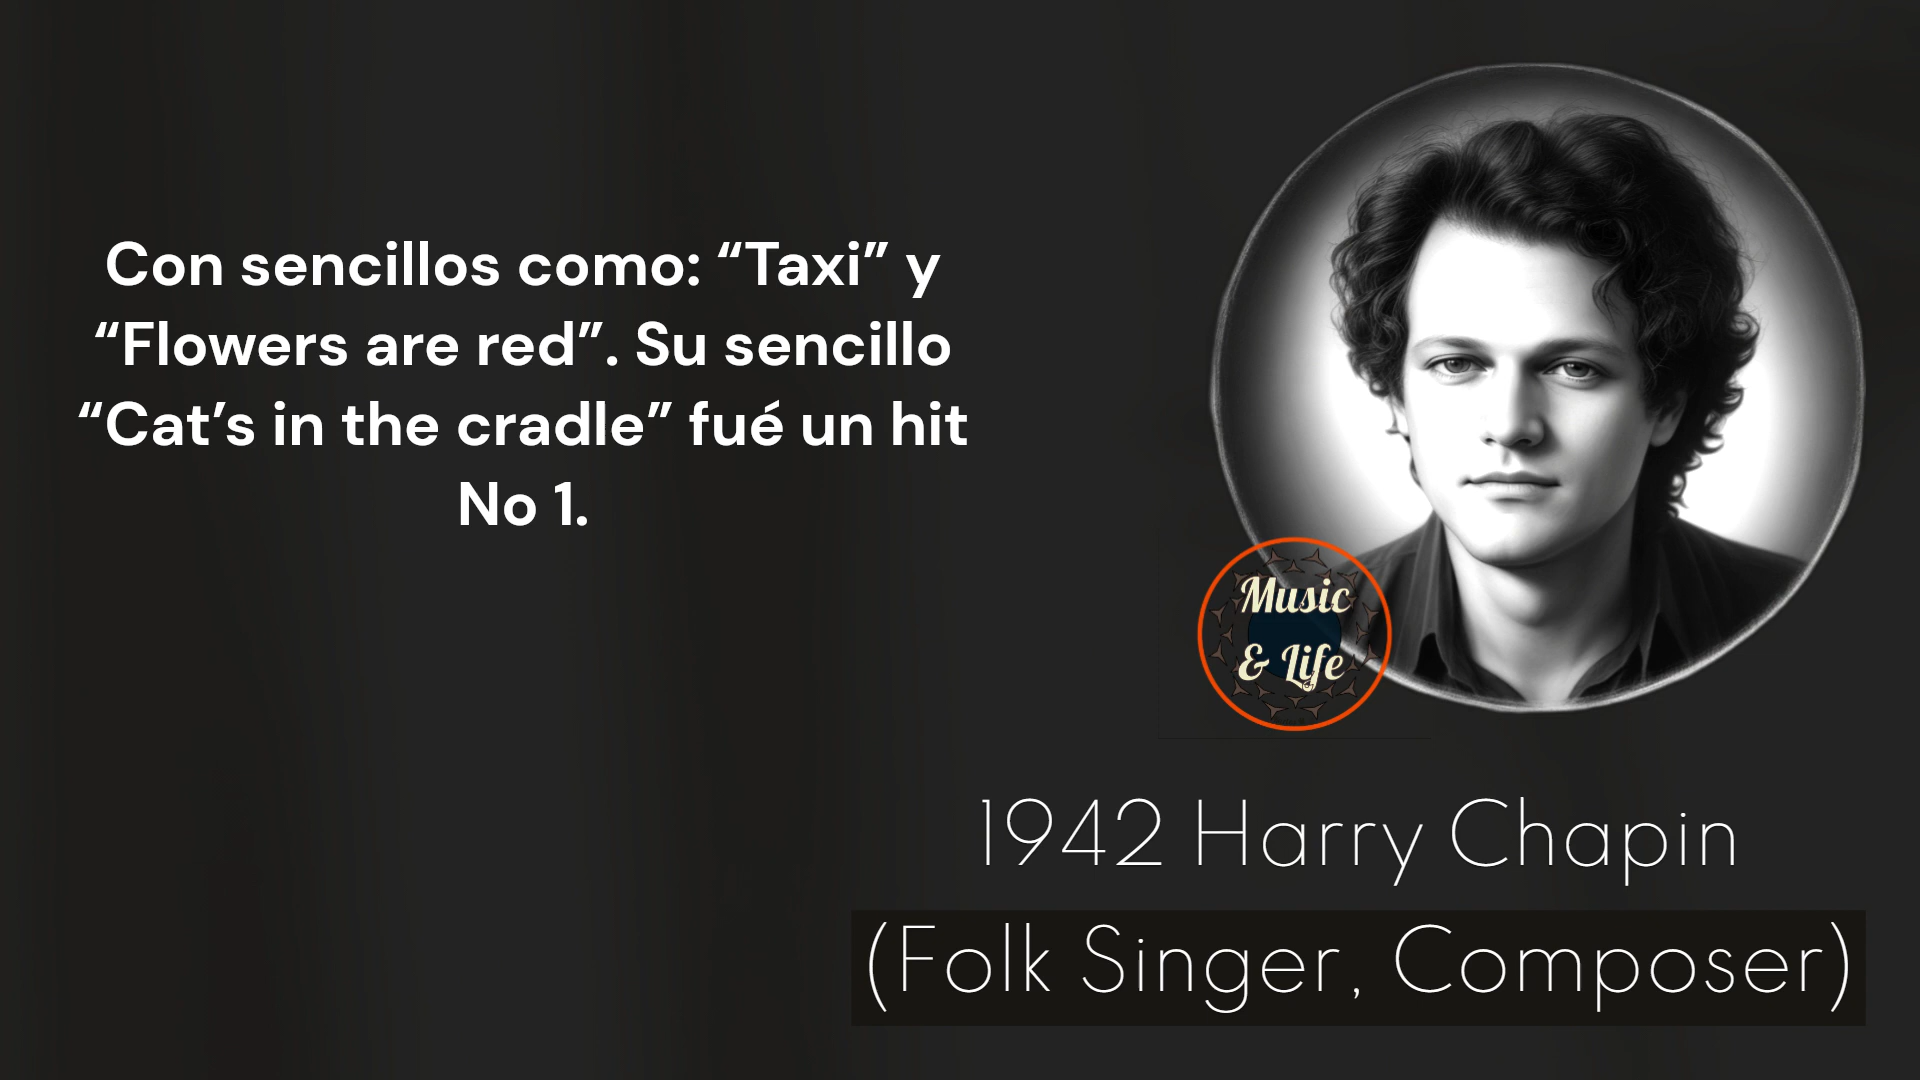 Con sencillos como: “Taxi” y
“Flowers are red”. Su sencillo
“Cat’s in the cradle” fué un hit
No 1.
Music
& Life
1942 Harry Chapin
(Folk Singer, Composer)